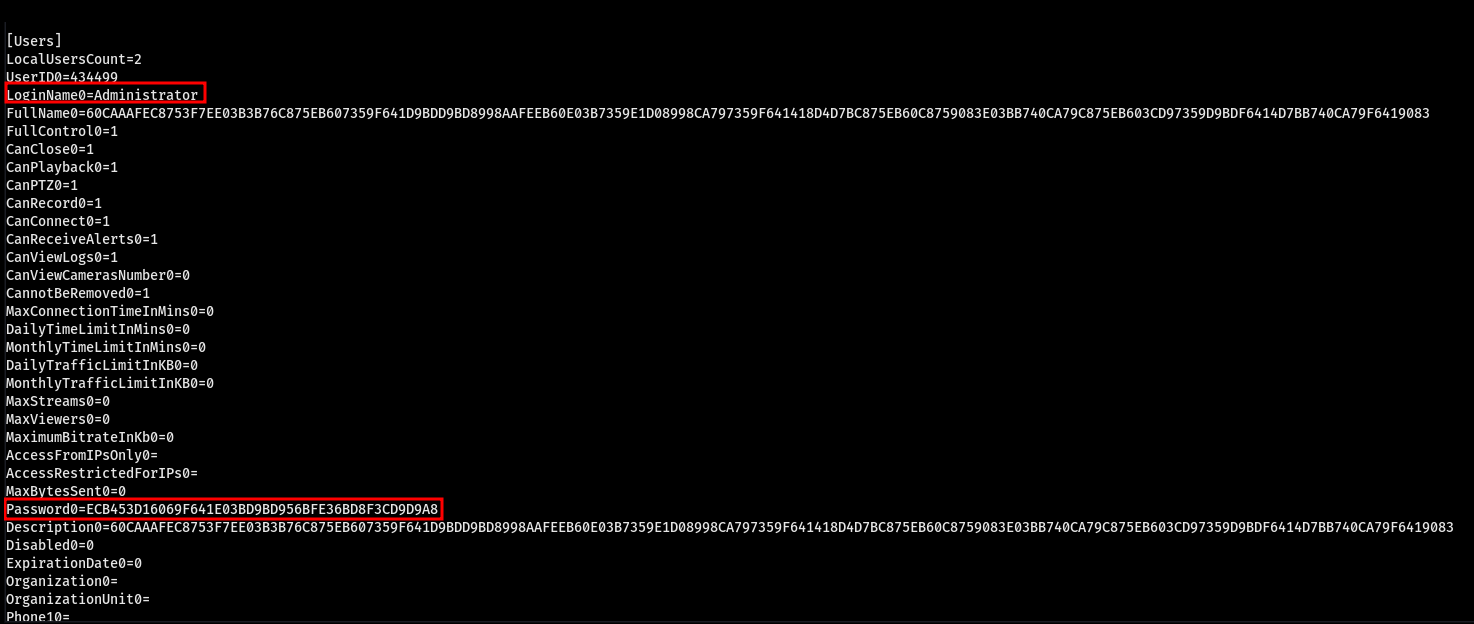 [Users]
LocalUsersCount=2
UserID0=434499
LoginName0=Administrator
FullName0=60CAAAFEC8753F7EE03B3B76C875EB607359F641D9BDD9BD8998AAFEEB60E03B7359E1D08998CA797359F641418D4D7BC875EB60C8759083E03BB740CA79C875EB603CD97359D9BDF6414D7BB740CA79F6419083
FullControl0=1
CanClose0=1
CanPlayback0=1
CanPTZ0=1
CanRecord0=1
CanConnect0=1
CanReceiveAlerts0=1
CanViewLogs0=1
CanViewCamerasNumber0=0
CannotBeRemoved0=1
MaxConnectionTimeInMins0=0
DailyTimeLimitInMins0=0
MonthlyTimeLimitInMins0=0
DailyTrafficLimitInKB0=0
MonthlyTrafficLimitInKB0=0
MaxStreams0=0
MaxViewers0=0
MaximumBitrateInKb0=0
AccessFromIPsOnly0=
AccessRestrictedForIPs0=
MaxBytesSent0=0
Password0=ECB453D16069F641E03BD9BD956BFE36BD8F3CD9D9A8
Description0=60CAAAFEC8753F7EE03B3B76C875EB607359F641D9BDD9BD8998AAFEEB60E03B7359E1D08998CA797359F641418D4D7BC875EB60C8759083E03BB740CA79C875EB603CD97359D9BDF6414D7BB740CA79F6419083
Disabled0=0
ExpirationDate0=0
Organization0=
OrganizationUnit0=
Phone10=